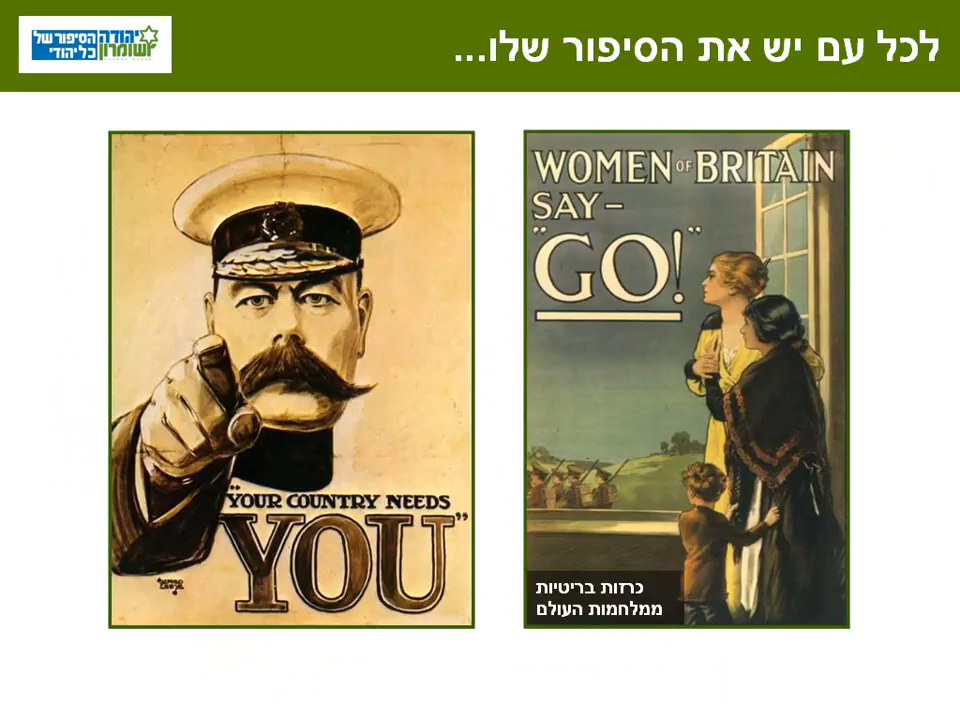 לכל עם יש את הסיפור שלו...
יהודה
ושומרון
הסיפור של
כל יהודי
"YOUR COUNTRY NEEDS
YOU"
WOMEN OF BRITAIN
SAY –
"GO!"
כרזות בריטיות
ממלחמות העולם